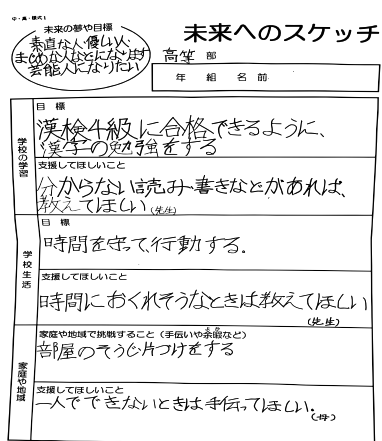 中・高・様式1
未来へのスケッチ
未来の夢や目標
素直な人・優しい人、
まじめな人などになります
芸能人になりたい
高等 部
年 組 名前
学校の学習
目標
漢検4級に合格できるように、
漢字の勉強をする
支援してほしいこと
分からない読み書きなどがあれば、
教えてほしい (先生)
学校生活
目標
時間を守って行動する.
支援してほしいこと
時間におくれそうなときは教えてほしい
(先生)
家庭や地域
家庭や地域で挑戦すること(手伝いや余暇など)
部屋のそうじ片つけをする
支援してほしいこと
一人でできないときは手伝ってほしい.
(母)